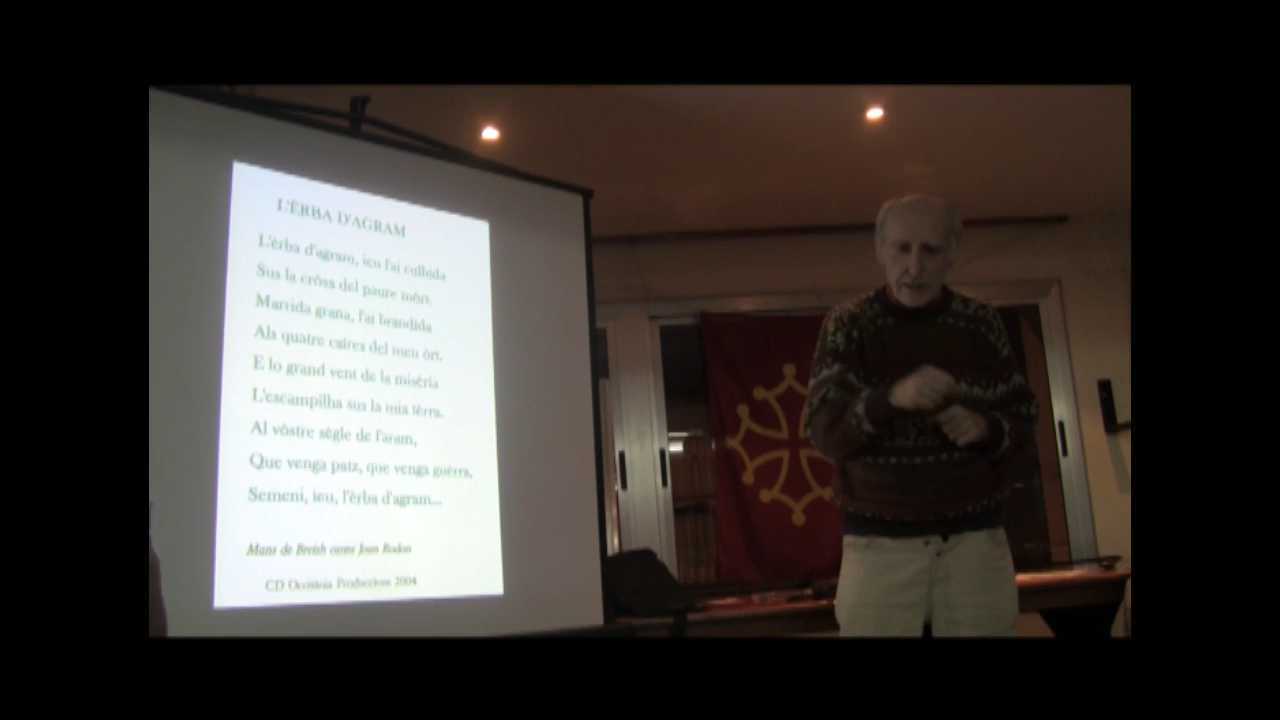 L'ÈRBA D'AGRAM
L'èrba d'agram, ieu l'ai culhida
Sus la cròsa del paure mòrt.
Marrida grana, l'ai brandida
Als quatre caires del meu òrt.
E lo grand vent de la misèria
L'escampilha sus la mia tèrra.
Al vòstre sègle de l'aram,
Que venga patz, que venga guèrra,
Semeni, ieu, l'èrba d'agram...
Mans de Breish canta Joan Bodon
CD Occitània Produccions 2004